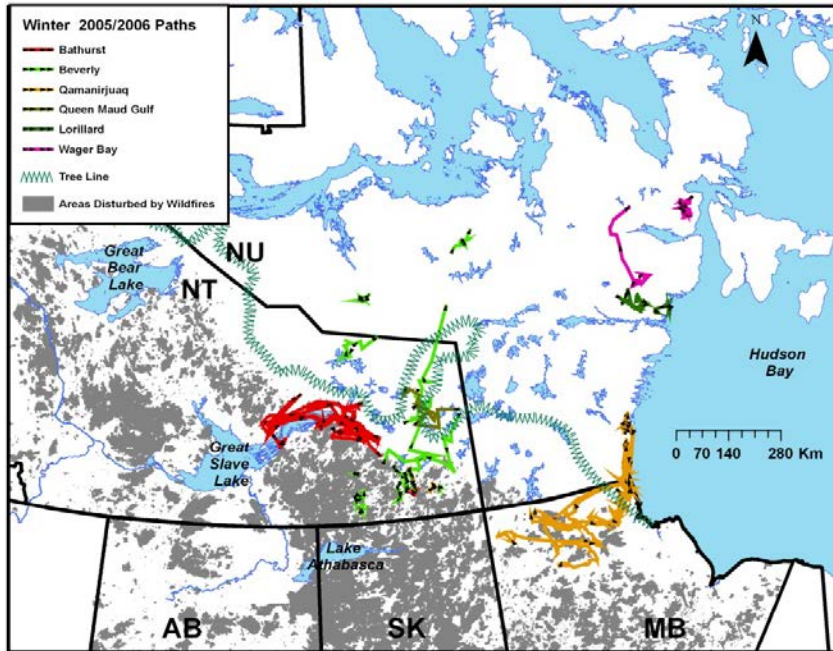 Winter 2005/2006 Paths
Bathurst
Beverly
Qamanirjuaq
Queen Maud Gulf
Lorillard
Wager Bay
Tree Line
Areas Disturbed by Wildfires
N
Great
Bear
Lake
NU
NT
Hudson
Bay
Great
Slave
Lake
0 70 140 280 Km
Lake
Athabasca
AB
SK
MB